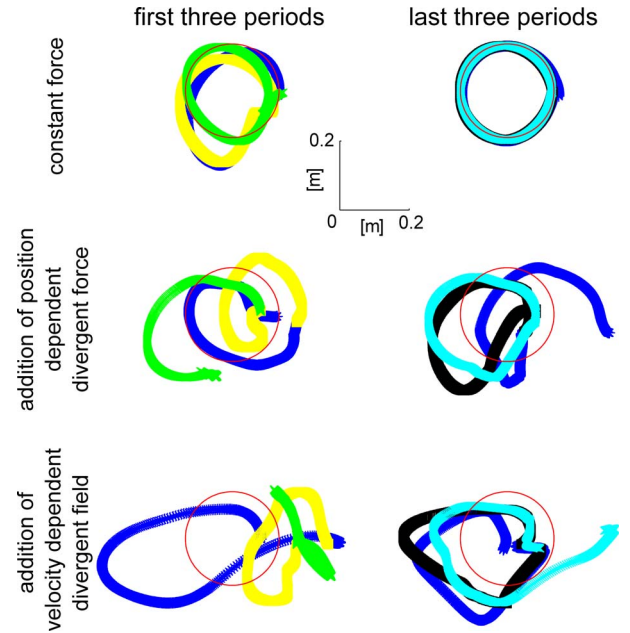 first three periods
last three periods
constant force
0.2
[m]
0
[m]
0.2
addition of position
dependent
divergent force
addition of
velocity dependent
divergent field